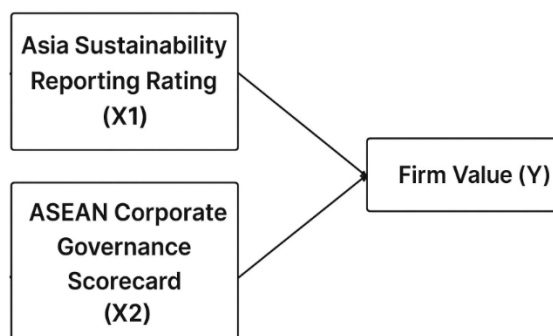 Asia Sustainability
Reporting Rating
(X1)
Firm Value (Y)
ASEAN Corporate
Governance
Scorecard
(X2)